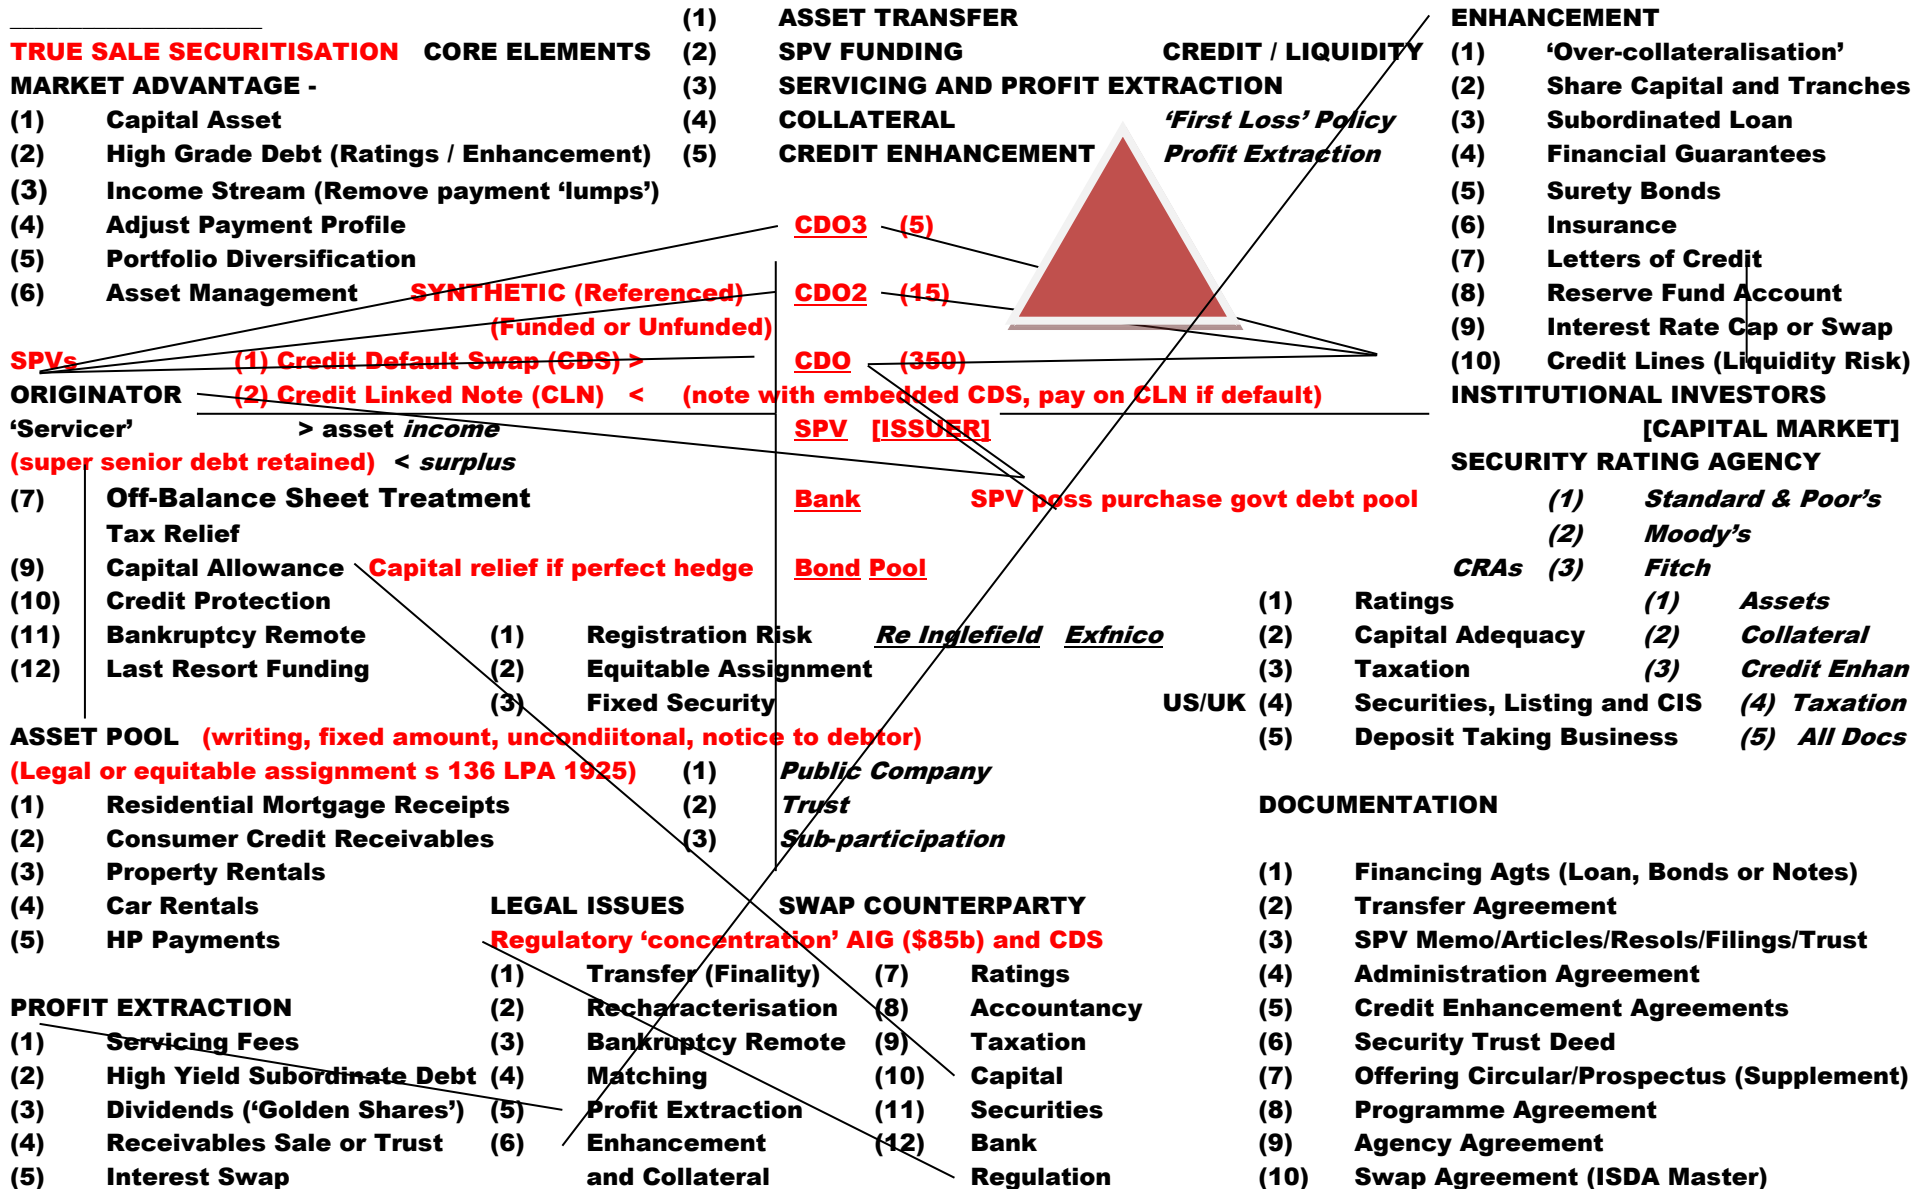 (1) ASSET TRANSFER ENHANCEMENT
TRUE SALE SECURITISATION CORE ELEMENTS (2) SPV FUNDING CREDIT / LIQUIDITY (1) ‘Over-collateralisation’
MARKET ADVANTAGE - (3) SERVICING AND PROFIT EXTRACTION (2) Share Capital and Tranches
(1) Capital Asset (4) COLLATERAL ‘First Loss’ Policy (3) Subordinated Loan
(2) High Grade Debt (Ratings / Enhancement) (5) CREDIT ENHANCEMENT Profit Extraction (4) Financial Guarantees
(3) Income Stream (Remove payment ‘lumps’) (5) Surety Bonds
(4) Adjust Payment Profile CDO3 (5) (6) Insurance
(5) Portfolio Diversification (7) Letters of Credit
(6) Asset Management SYNTHETIC (Referenced) CDO2 (15) (8) Reserve Fund Account
(Funded or Unfunded) (9) Interest Rate Cap or Swap
SPVs (1) Credit Default Swap (CDS) > CDO (350) (10) Credit Lines (Liquidity Risk)
ORIGINATOR (2) Credit Linked Note (CLN) < (note with embedded CDS, pay on CLN if default) INSTITUTIONAL INVESTORS
‘Servicer’ > asset income SPV [ISSUER] [CAPITAL MARKET]
(super senior debt retained) < surplus SECURITY RATING AGENCY
(7) Off-Balance Sheet Treatment Bank SPV poss purchase govt debt pool (1) Standard & Poor’s
Tax Relief (2) Moody’s
(9) Capital Allowance Capital relief if perfect hedge Bond Pool CRAs (3) Fitch
(10) Credit Protection (1) Ratings (1) Assets
(11) Bankruptcy Remote (1) Registration Risk Re Inglefield Exfnico (2) Capital Adequacy (2) Collateral
(12) Last Resort Funding (2) Equitable Assignment (3) Taxation (3) Credit Enhan
(3) Fixed Security US/UK (4) Securities, Listing and CIS (4) Taxation
ASSET POOL (writing, fixed amount, uncondiitonal, notice to debtor) (5) Deposit Taking Business (5) All Docs
(Legal or equitable assignment s 136 LPA 1925) (1) Public Company
(1) Residential Mortgage Receipts (2) Trust DOCUMENTATION
(2) Consumer Credit Receivables (3) Sub-participation
(3) Property Rentals (1) Financing Agts (Loan, Bonds or Notes)
(4) Car Rentals LEGAL ISSUES SWAP COUNTERPARTY (2) Transfer Agreement
(5) HP Payments Regulatory ‘concentration’ AIG ($85b) and CDS (3) SPV Memo/Articles/Resols/Filings/Trust
(1) Transfer (Finality) (7) Ratings (4) Administration Agreement
PROFIT EXTRACTION (2) Recharacterisation (8) Accountancy (5) Credit Enhancement Agreements
(1) Servicing Fees (3) Bankruptcy Remote (9) Taxation (6) Security Trust Deed
(2) High Yield Subordinate Debt (4) Matching (10) Capital (7) Offering Circular/Prospectus (Supplement)
(3) Dividends (‘Golden Shares’) (5) Profit Extraction (11) Securities (8) Programme Agreement
(4) Receivables Sale or Trust (6) Enhancement (12) Bank (9) Agency Agreement
(5) Interest Swap and Collateral Regulation (10) Swap Agreement (ISDA Master)